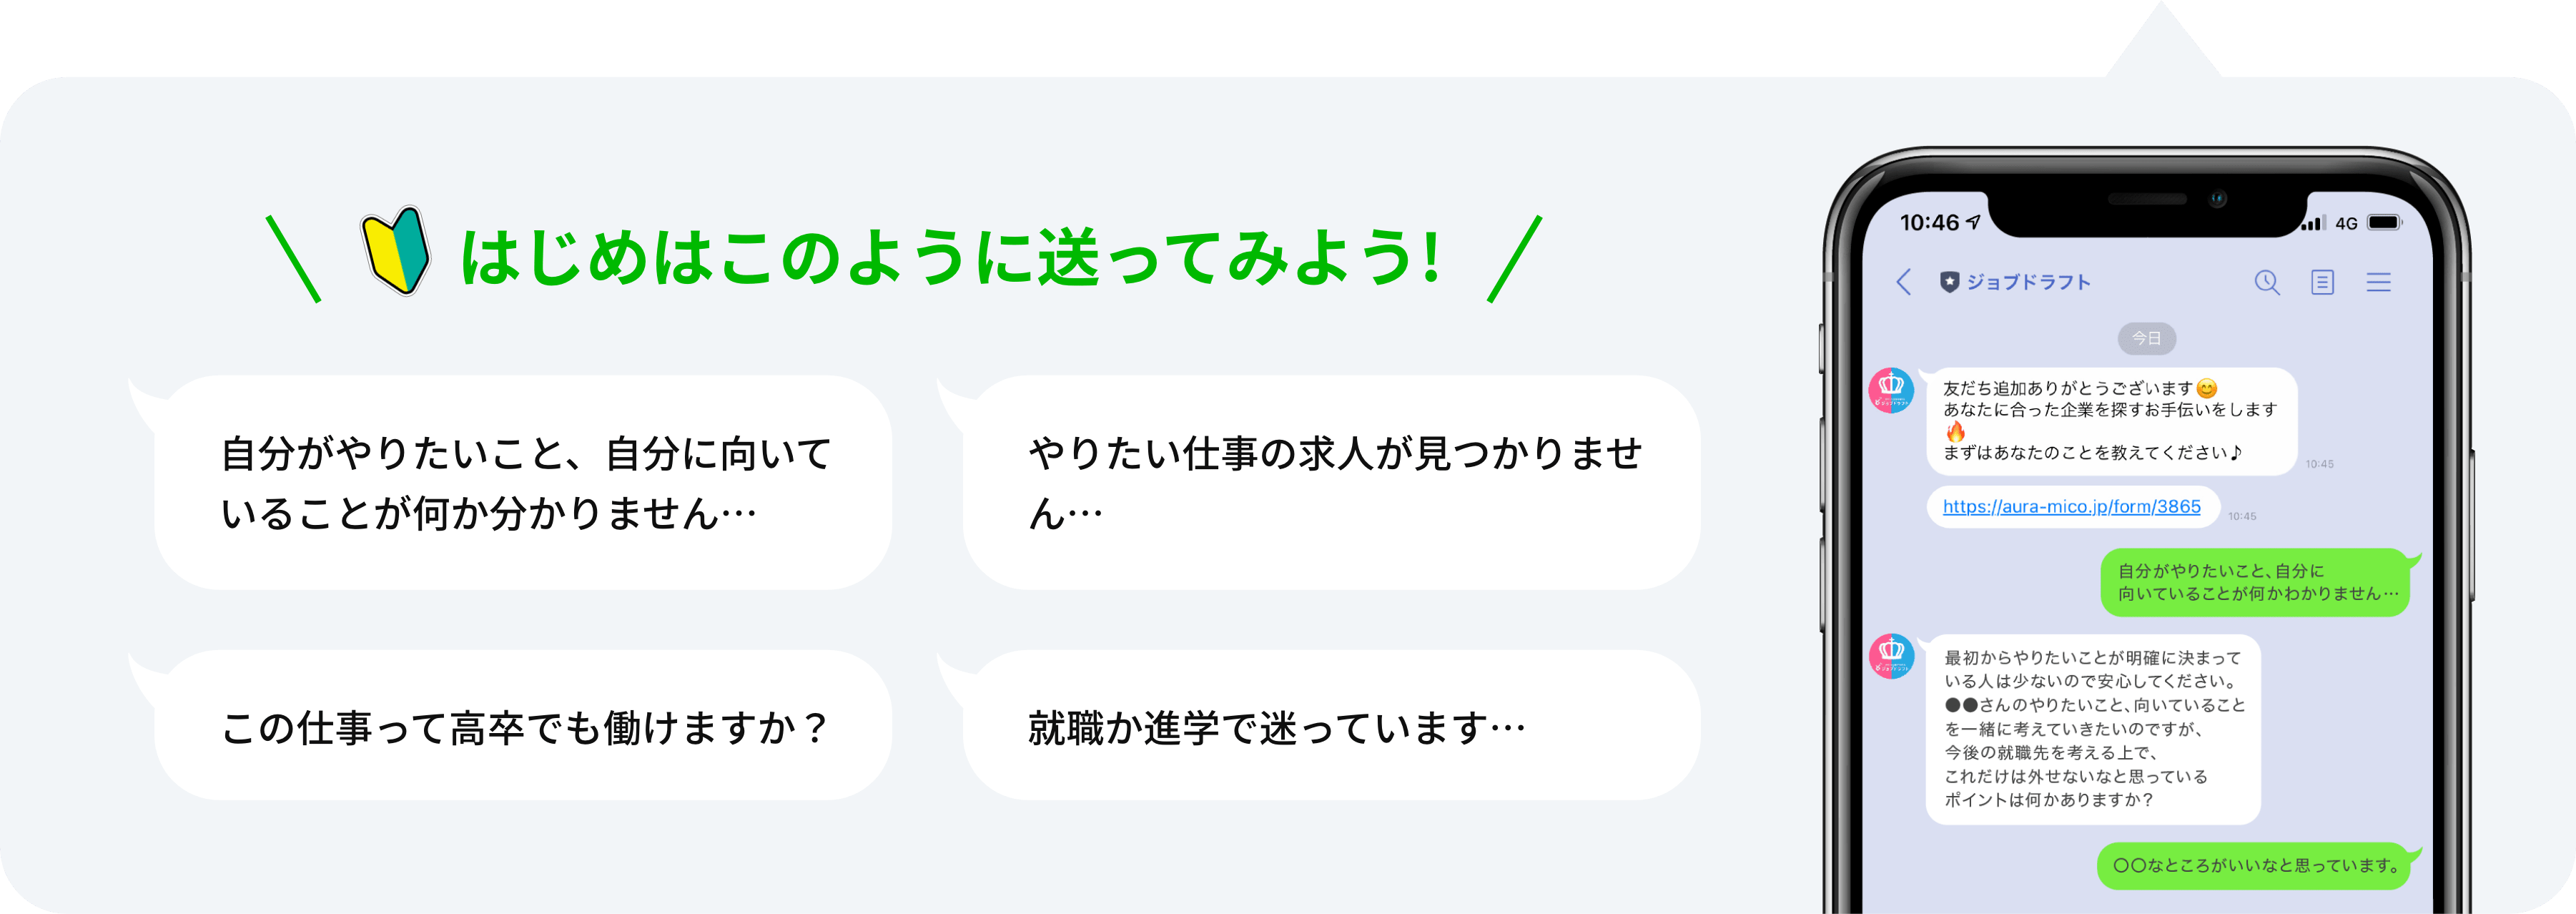 はじめはこのように送ってみよう!
自分がやりたいこと、自分に向いて
いることが何か分かりません…
やりたい仕事の求人が見つかりませ
ん…
この仕事って高卒でも働けますか？
就職か進学で迷っています…
10:46
4G
ジョブドラフト
今日
友だち追加ありがとうございます😊
あなたに合った企業を探すお手伝いをします
🔥
まずはあなたのことを教えてください♪
10:45
https://aura-mico.jp/form/3865
10:45
自分がやりたいこと、自分に
向いていることが何かわかりません…
最初からやりたいことが明確に決まって
いる人は少ないので安心してください。
●●さんのやりたいこと、向いていること
を一緒に考えていきたいのですが、
今後の就職先を考える上で、
これだけは外せないなと思っている
ポイントは何かありますか？
〇〇なところがいいなと思っています。